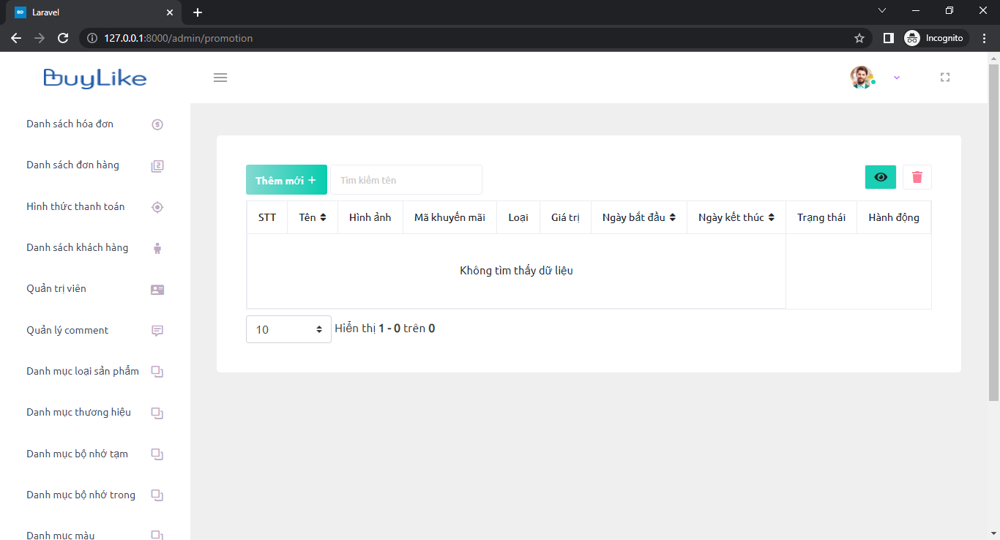 BD Laravel
127.0.0.1:8000/admin/promotion
Incognito
BuyLike
Danh sách hóa đơn
Danh sách đơn hàng
Hình thức thanh toán
Danh sách khách hàng
Quản trị viên
Quản lý comment
Danh mục loại sản phẩm
Danh mục thương hiệu
Danh mục bộ nhớ tạm
Danh mục bộ nhớ trong
Danh mục màu
Thêm mới +
Tìm kiếm tên
STT Tên Hình ảnh Mã khuyến mãi Loại Giá trị Ngày bắt đầu Ngày kết thúc Trạng thái Hành động
Không tìm thấy dữ liệu
10 Hiển thị 1 - 0 trên 0